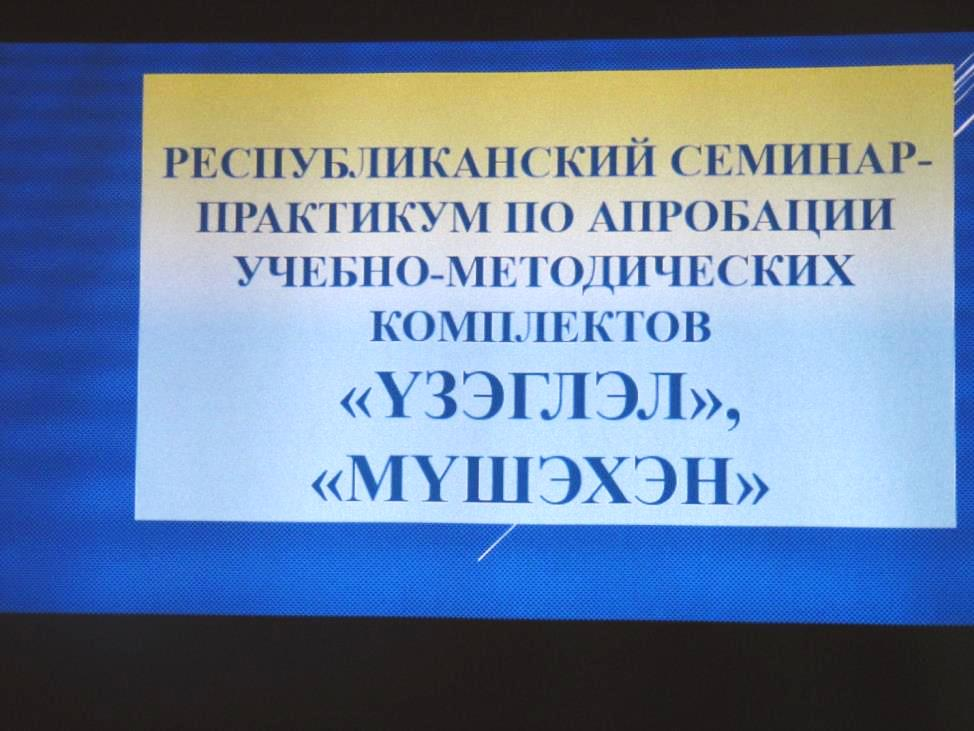 РЕСПУБЛИКАНСКИЙ СЕМИНАР-
ПРАКТИКУМ ПО АПРОБАЦИИ
УЧЕБНО-МЕТОДИЧЕСКИХ
КОМПЛЕКТОВ
«ҮЗЭГЛЭЛ»,
«МҮШЭХЭН»